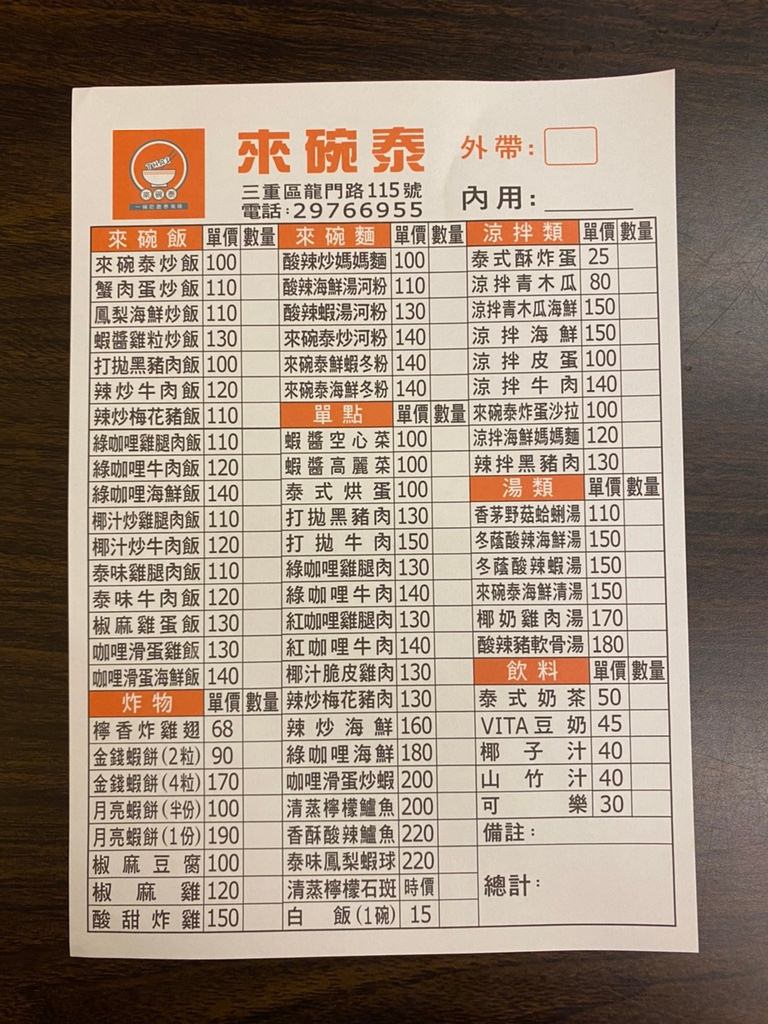 THAI
來碗泰
來碗泰
外帶:
三重區龍門路115號
電話:29766955
內用:
來碗飯 單價 數量
來碗泰炒飯 100
蟹肉蛋炒飯 110
鳳梨海鮮炒飯 110
蝦醬雞粒炒飯 130
打拋黑豬肉飯 100
辣炒牛肉飯 120
辣炒梅花豬飯 110
綠咖哩雞腿肉飯 110
綠咖哩牛肉飯 120
綠咖哩海鮮飯 140
椰汁炒雞腿肉飯 110
椰汁炒牛肉飯 120
泰味雞腿肉飯 110
泰味牛肉飯 120
椒麻雞蛋飯 130
咖哩滑蛋雞飯 130
咖哩滑蛋海鮮飯 140
炸物 單價 數量
檸香炸雞翅 68
金錢蝦餅(2粒) 90
金錢蝦餅(4粒) 170
月亮蝦餅(半份) 100
月亮蝦餅(1份) 190
椒麻豆腐 100
椒麻雞 120
酸甜炸雞 150
來碗麵 單價 數量
酸辣炒媽媽麵 100
酸辣海鮮湯河粉 110
酸辣蝦湯河粉 130
來碗泰炒河粉 140
來碗泰鮮蝦冬粉 140
來碗泰海鮮冬粉 140
單點 單價 數量
蝦醬空心菜 100
蝦醬高麗菜 100
泰式烘蛋 100
打拋黑豬肉 130
打拋牛肉 150
綠咖哩雞腿肉 130
綠咖哩牛肉 140
紅咖哩雞腿肉 130
紅咖哩牛肉 140
椰汁脆皮雞肉 130
辣炒梅花豬肉 130
辣炒海鮮 160
綠咖哩海鮮 180
咖哩滑蛋炒蝦 200
清蒸檸檬鱸魚 200
香酥酸辣鱸魚 220
泰味鳳梨蝦球 220
清蒸檸檬石斑 時價
白飯(1碗) 15
涼拌類 單價 數量
泰式酥炸蛋 25
涼拌青木瓜 80
涼拌青木瓜海鮮 150
涼拌海鮮 150
涼拌皮蛋 100
涼拌牛肉 140
來碗泰炸蛋沙拉 100
涼拌海鮮媽媽麵 120
辣拌黑豬肉 130
湯類 單價 數量
香茅野菇蛤蜊湯 110
冬蔭酸辣海鮮湯 150
冬蔭酸辣蝦湯 150
來碗泰海鮮清湯 150
椰奶雞肉湯 170
酸辣豬軟骨湯 180
飲料 單價 數量
泰式奶茶 50
VITA豆奶 45
椰子汁 40
山竹汁 40
可樂 30
備註:
總計: